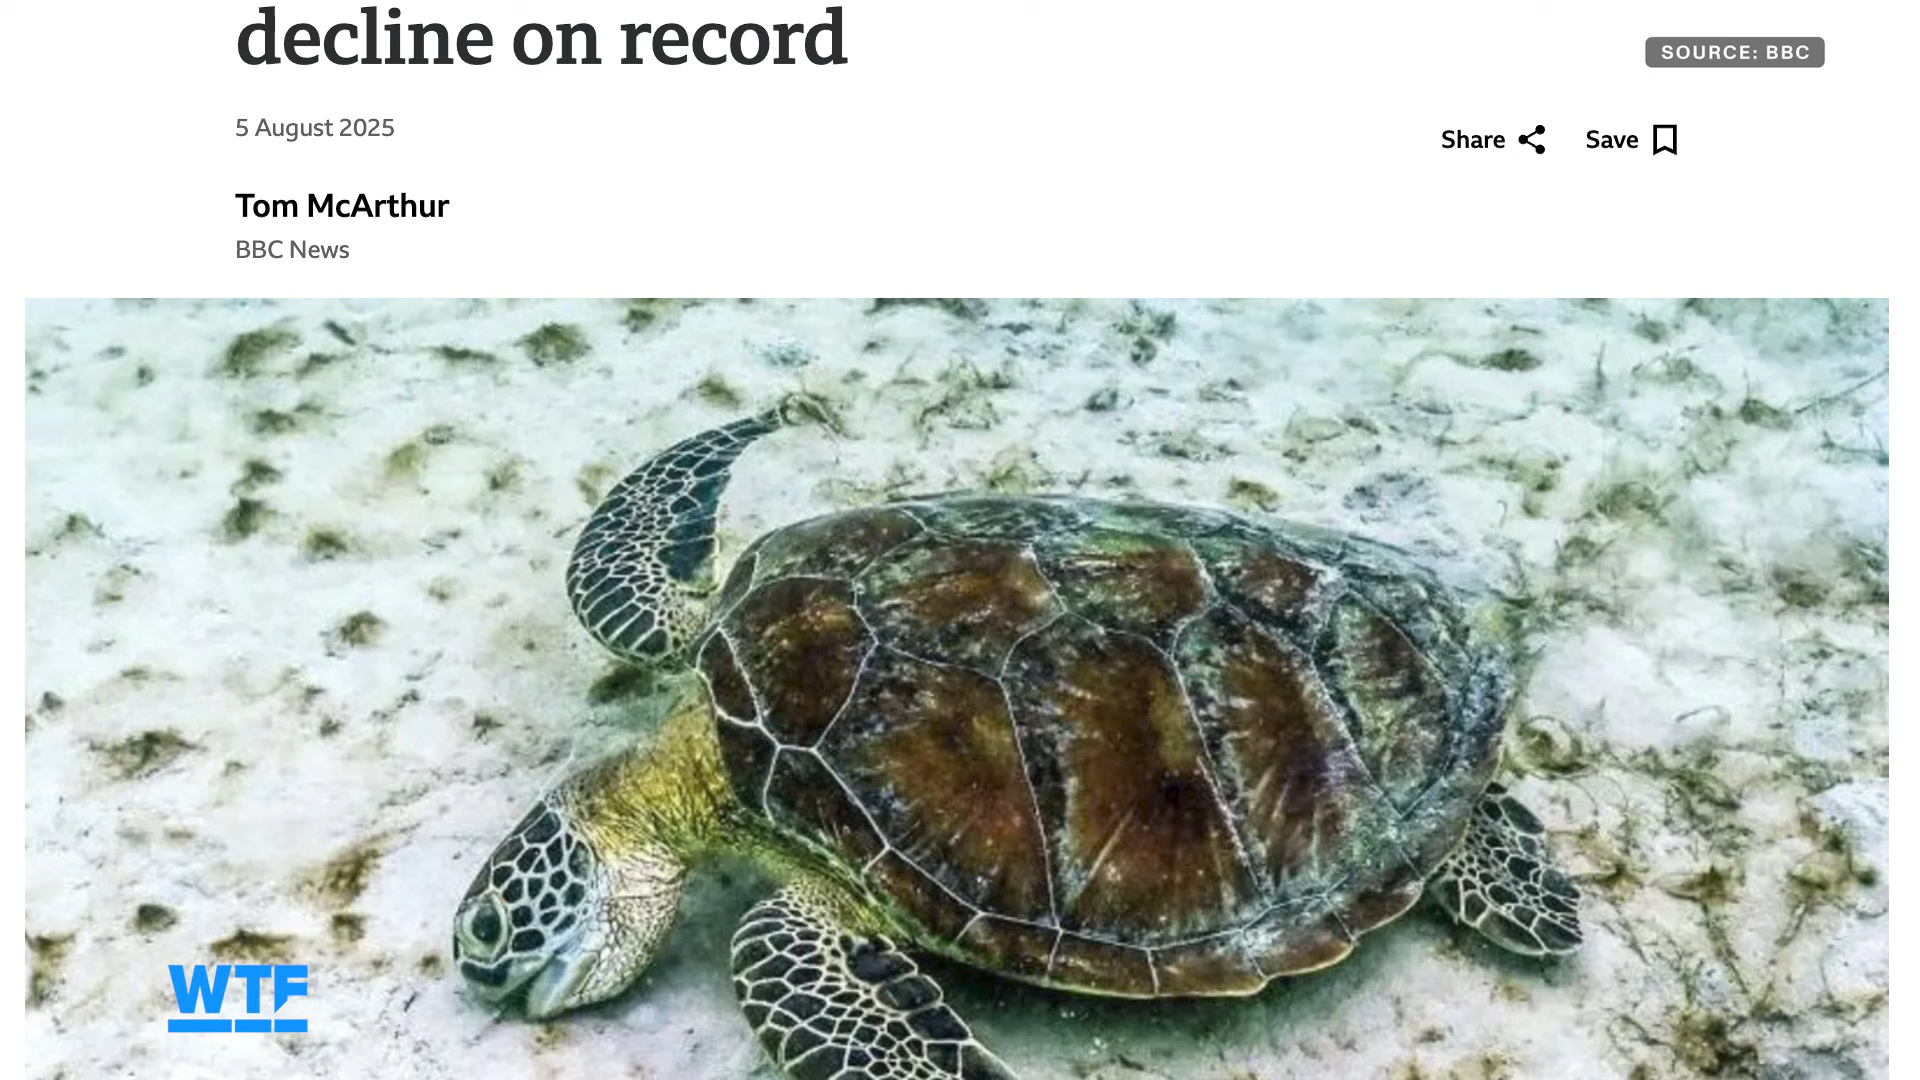 decline on record
SOURCE: BBC
5 August 2025
Share
Save
Tom McArthur
BBC News
WTF